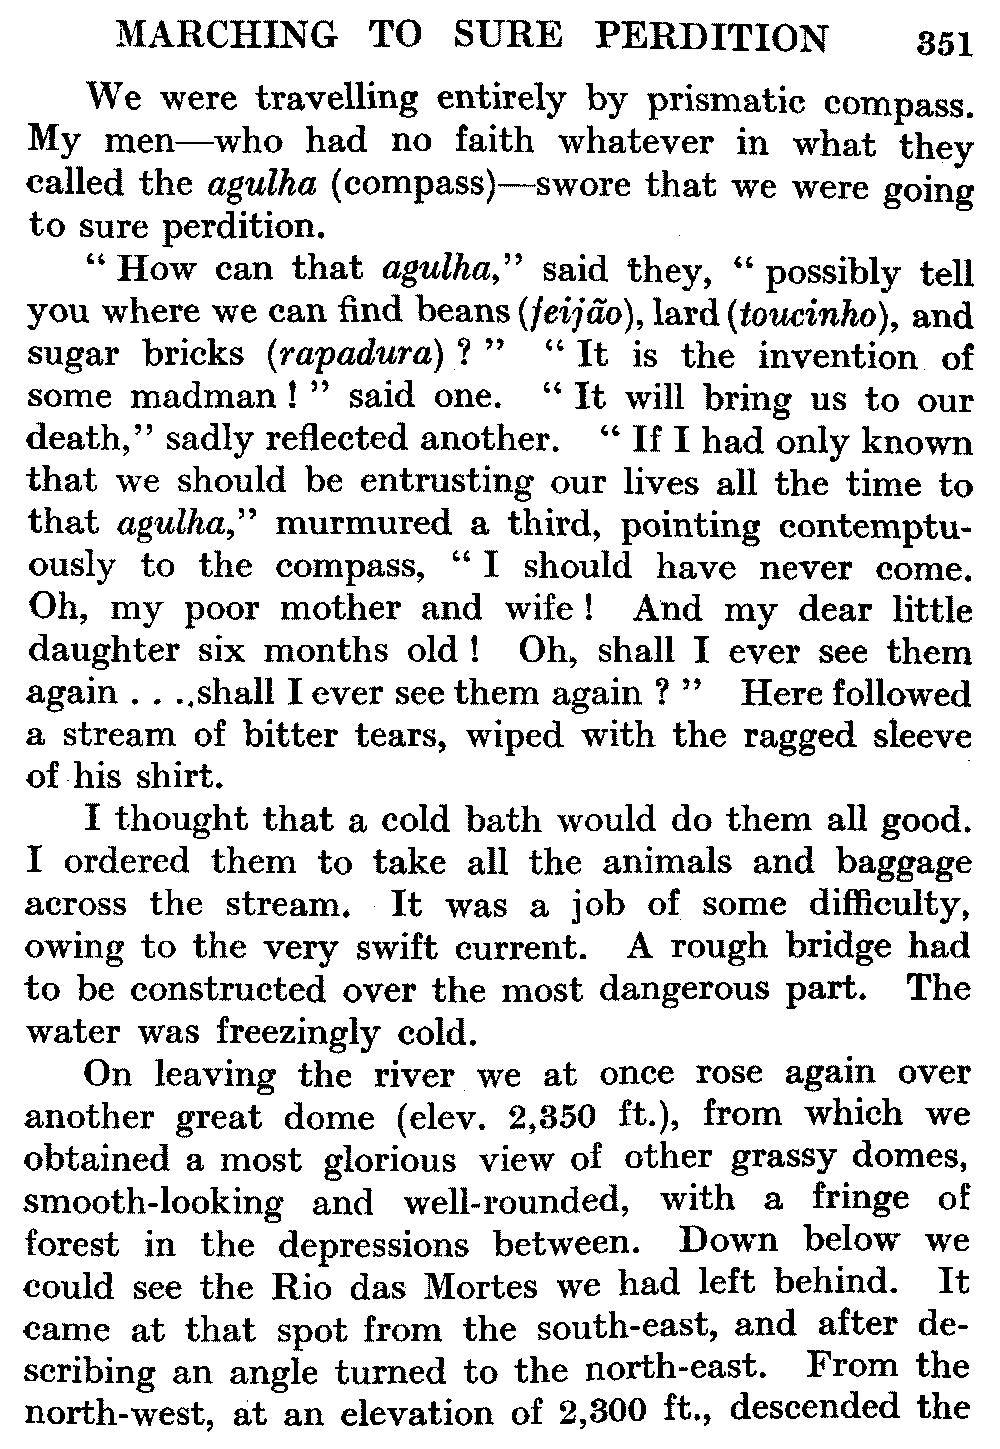 MARCHING TO SURE PERDITION 351
We were travelling entirely by prismatic compass.
My men—who had no faith whatever in what they
called the agulha (compass)—swore that we were going
to sure perdition.
“ How can that agulha,” said they, “ possibly tell
you where we can find beans (feijão), lard (toucinho), and
sugar bricks (rapadura) ? ” “ It is the invention of
some madman ! ” said one. “ It will bring us to our
death,” sadly reflected another. “ If I had only known
that we should be entrusting our lives all the time to
that agulha,” murmured a third, pointing contemptu-
ously to the compass, “ I should have never come.
Oh, my poor mother and wife ! And my dear little
daughter six months old ! Oh, shall I ever see them
again . . ., shall I ever see them again ? ” Here followed
a stream of bitter tears, wiped with the ragged sleeve
of his shirt.
I thought that a cold bath would do them all good.
I ordered them to take all the animals and baggage
across the stream. It was a job of some difficulty,
owing to the very swift current. A rough bridge had
to be constructed over the most dangerous part. The
water was freezingly cold.
On leaving the river we at once rose again over
another great dome (elev. 2,350 ft.), from which we
obtained a most glorious view of other grassy domes,
smooth-looking and well-rounded, with a fringe of
forest in the depressions between. Down below we
could see the Rio das Mortes we had left behind. It
came at that spot from the south-east, and after de-
scribing an angle turned to the north-east. From the
north-west, at an elevation of 2,300 ft., descended the